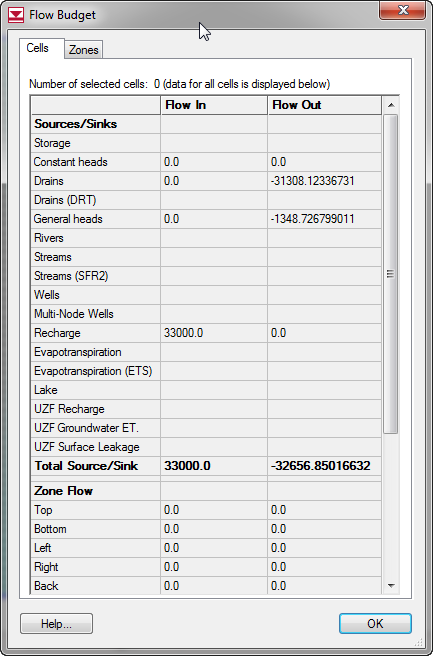 Flow Budget
Cells Zones
Number of selected cells: 0 (data for all cells is displayed below)
Flow In Flow Out
Sources/Sinks
Storage
Constant heads 0.0 0.0
Drains 0.0 -31308.12336731
Drains (DRT)
General heads 0.0 -1348.726799011
Rivers
Streams
Streams (SFR2)
Wells
Multi-Node Wells
Recharge 33000.0 0.0
Evapotranspiration
Evapotranspiration (ETS)
Lake
UZF Recharge
UZF Groundwater ET.
UZF Surface Leakage
Total Source/Sink 33000.0 -32656.85016632
Zone Flow
Top 0.0 0.0
Bottom 0.0 0.0
Left 0.0 0.0
Right 0.0 0.0
Back 0.0 0.0
Help... OK